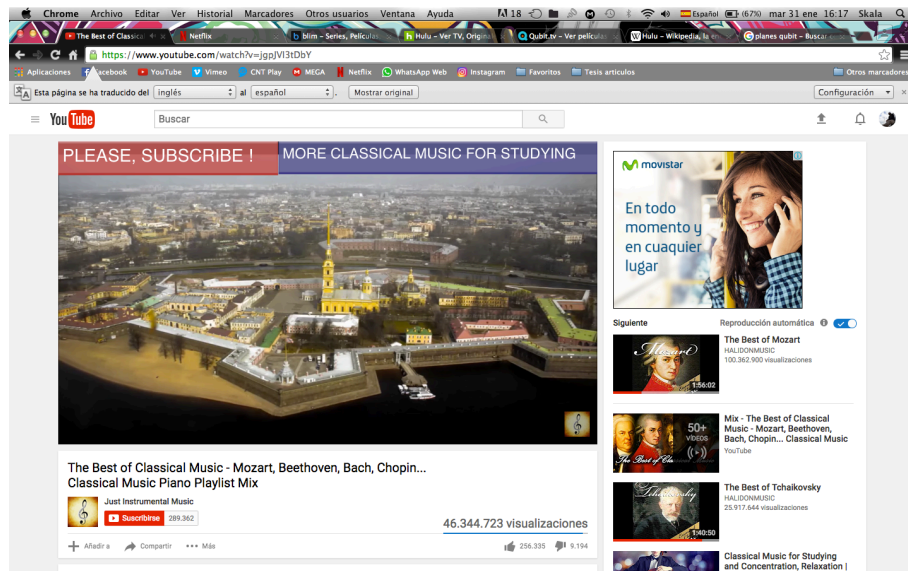 Chrome Archivo Editar Ver Historial Marcadores Otros usuarios Ventana Ayuda 18 Español (67%) mar 31 ene 16:17 Skala
The Best of Classical Netflix blim – Series, Películas Hulu – Ver TV, Origina Qubit.tv – Ver películas Hulu – Wikipedia, la en planes qubit – Buscar
https://www.youtube.com/watch?v=jgpJVI3tDbY
Aplicaciones Facebook YouTube Vimeo CNT Play MEGA Netflix WhatsApp Web Instagram Favoritos Tesis articulos Otros marcadores
Esta página se ha traducido del inglés al español . Mostrar original Configuración
YouTube Buscar
PLEASE, SUBSCRIBE ! MORE CLASSICAL MUSIC FOR STUDYING
movistar
En todo
momento y
en cuaquier
lugar
Siguiente Reproducción automática
Mozart
1:56:02
The Best of Mozart
HALIDONMUSIC
100.362.900 visualizaciones
50+
VIDEOS
The Best of Cla
Mix - The Best of Classical
Music - Mozart, Beethoven,
Bach, Chopin... Classical Music
YouTube
Tchaikovsky
1:40:50
The Best of Tchaikovsky
HALIDONMUSIC
25.917.644 visualizaciones
Classical Music for Studying
and Concentration, Relaxation |
The Best of Classical Music - Mozart, Beethoven, Bach, Chopin...
Classical Music Piano Playlist Mix
Just Instrumental Music
Suscribirse 289.362
46.344.723 visualizaciones
Añadir a Compartir Más
256.335 9.194